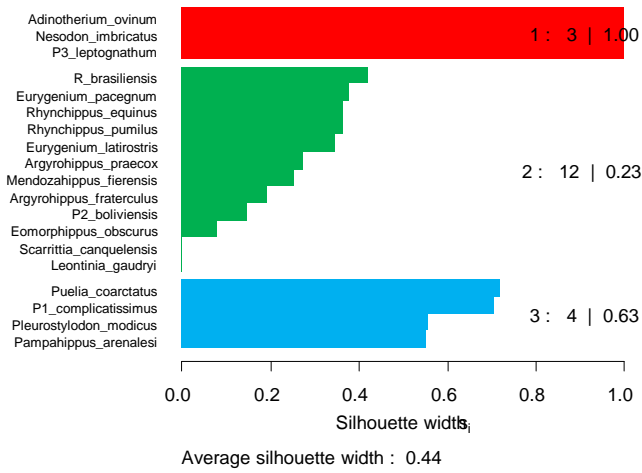 Adinotherium_ovinum
Nesodon_imbricatus
P3_leptognathum
1 : 3 | 1.00
R_brasiliensis
Eurygenium_pacegnum
Rhynchippus_equinus
Rhynchippus_pumilus
Eurygenium_latirostris
Argyrohippus_praecox
Mendozahippus_fierensis
Argyrohippus_fraterculus
P2_boliviensis
Eomorphippus_obscurus
Scarrittia_canquelensis
Leontinia_gaudryi
2 : 12 | 0.23
Puelia_coarctatus
P1_complicatissimus
Pleurostylodon_modicus
Pampahippus_arenalesi
3 : 4 | 0.63
0.0 0.2 0.4 0.6 0.8 1.0
Silhouette width si
Average silhouette width : 0.44